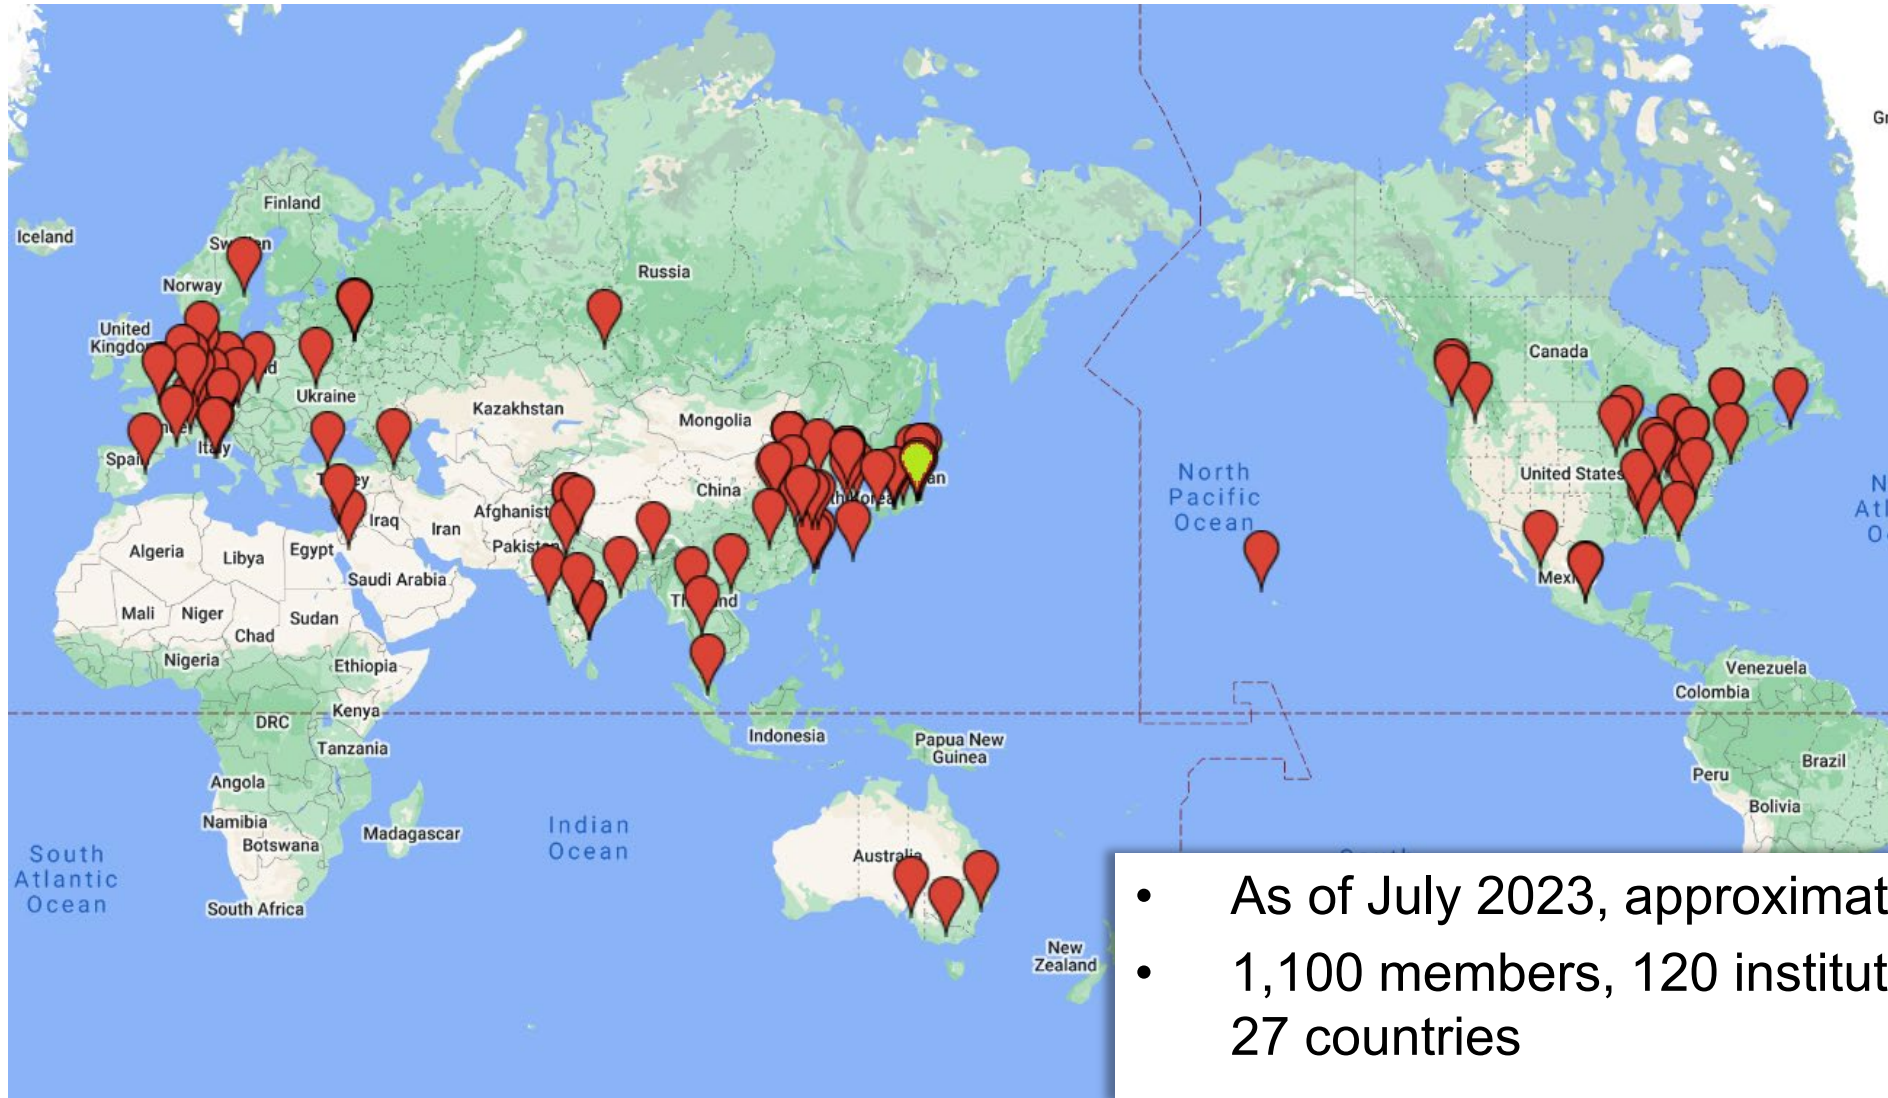 Gr
Finland
Iceland
Norway
Russia
United
Canada
Ukraine
Kazakhstan
Mongolia
Italy
North
Pacific
Ocean
United States
China
Iraq
Iran
Algeria
Libya
Egypt
Saudi Arabia
Mali
Niger
Sudan
Chad
Nigeria
Ethiopia
Venezuela
Colombia
DRC
Kenya
Tanzania
Indonesia
Papua New
Guinea
Brazil
Peru
Angola
Bolivia
Namibia
Madagascar
Botswana
Indian
Ocean
South
Atlantic
Ocean
Australia
South Africa
New
Zealand
• As of July 2023, approximat
• 1,100 members, 120 institut
27 countries